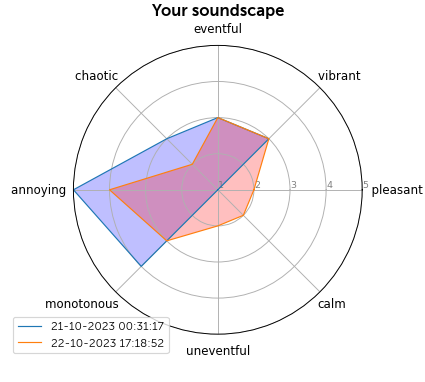 Your soundscape
eventful
chaotic
vibrant
annoying
1 2 3 4 5
pleasant
monotonous
calm
uneventful
21-10-2023 00:31:17
22-10-2023 17:18:52